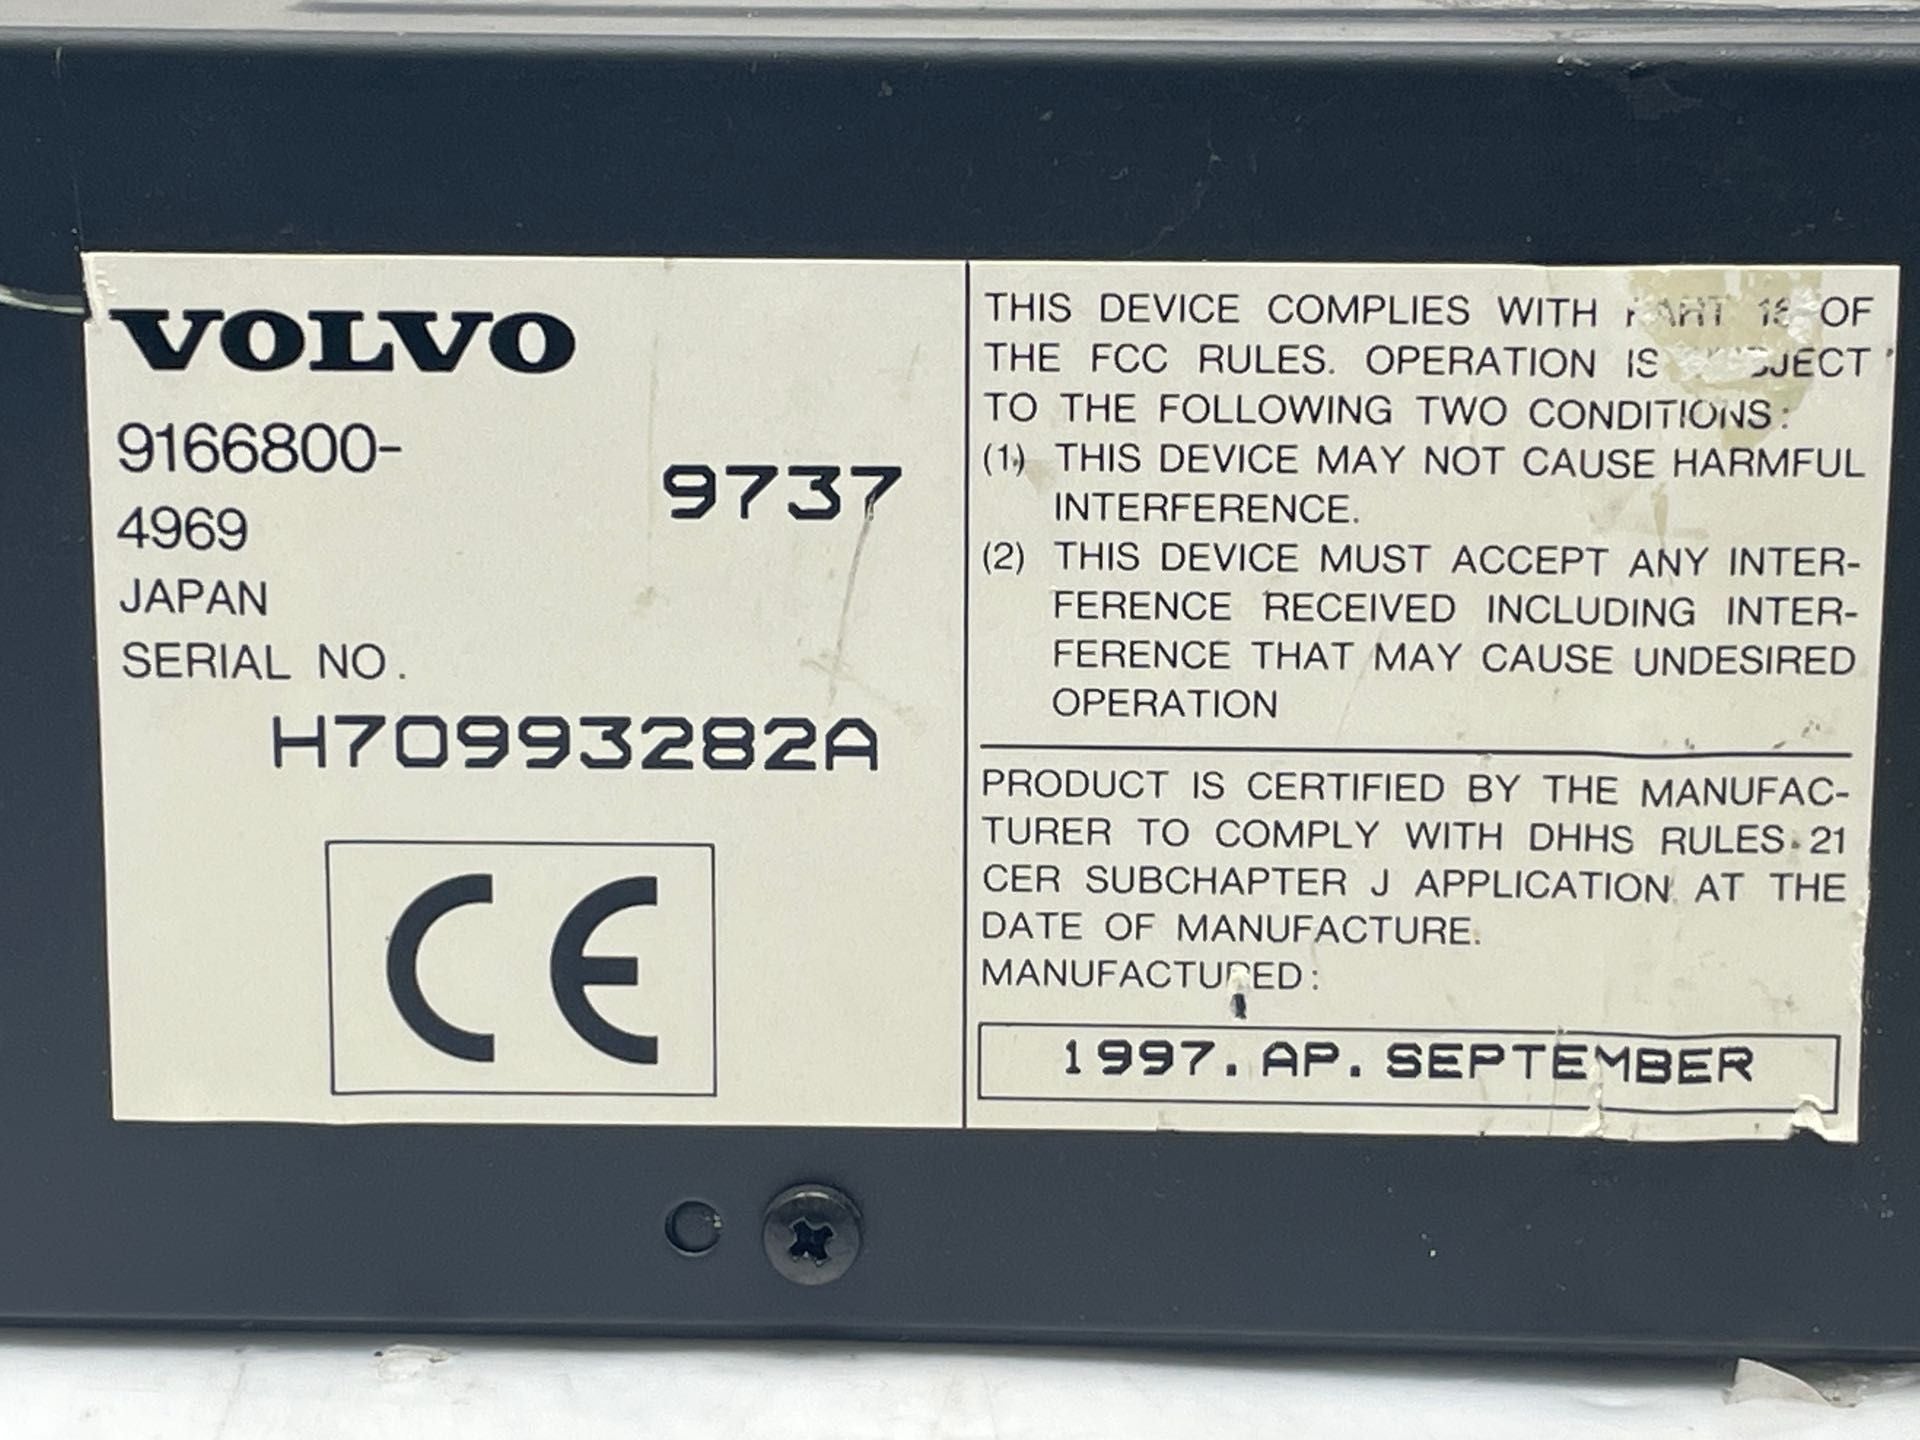 VOLVO
9166800-
4969
9737
JAPAN
SERIAL NO.
H70993282A
CE
THIS DEVICE COMPLIES WITH PART OF
THE FCC RULES. OPERATION IS SUBJECT
TO THE FOLLOWING TWO CONDITIONS:
(1) THIS DEVICE MAY NOT CAUSE HARMFUL
INTERFERENCE.
(2) THIS DEVICE MUST ACCEPT ANY INTER-
FERENCE RECEIVED INCLUDING INTER-
FERENCE THAT MAY CAUSE UNDESIRED
OPERATION
PRODUCT IS CERTIFIED BY THE MANUFAC-
TURER TO COMPLY WITH DHHS RULES 21
CER SUBCHAPTER J APPLICATION AT THE
DATE OF MANUFACTURE.
MANUFACTURED:
1997. AP. SEPTEMBER